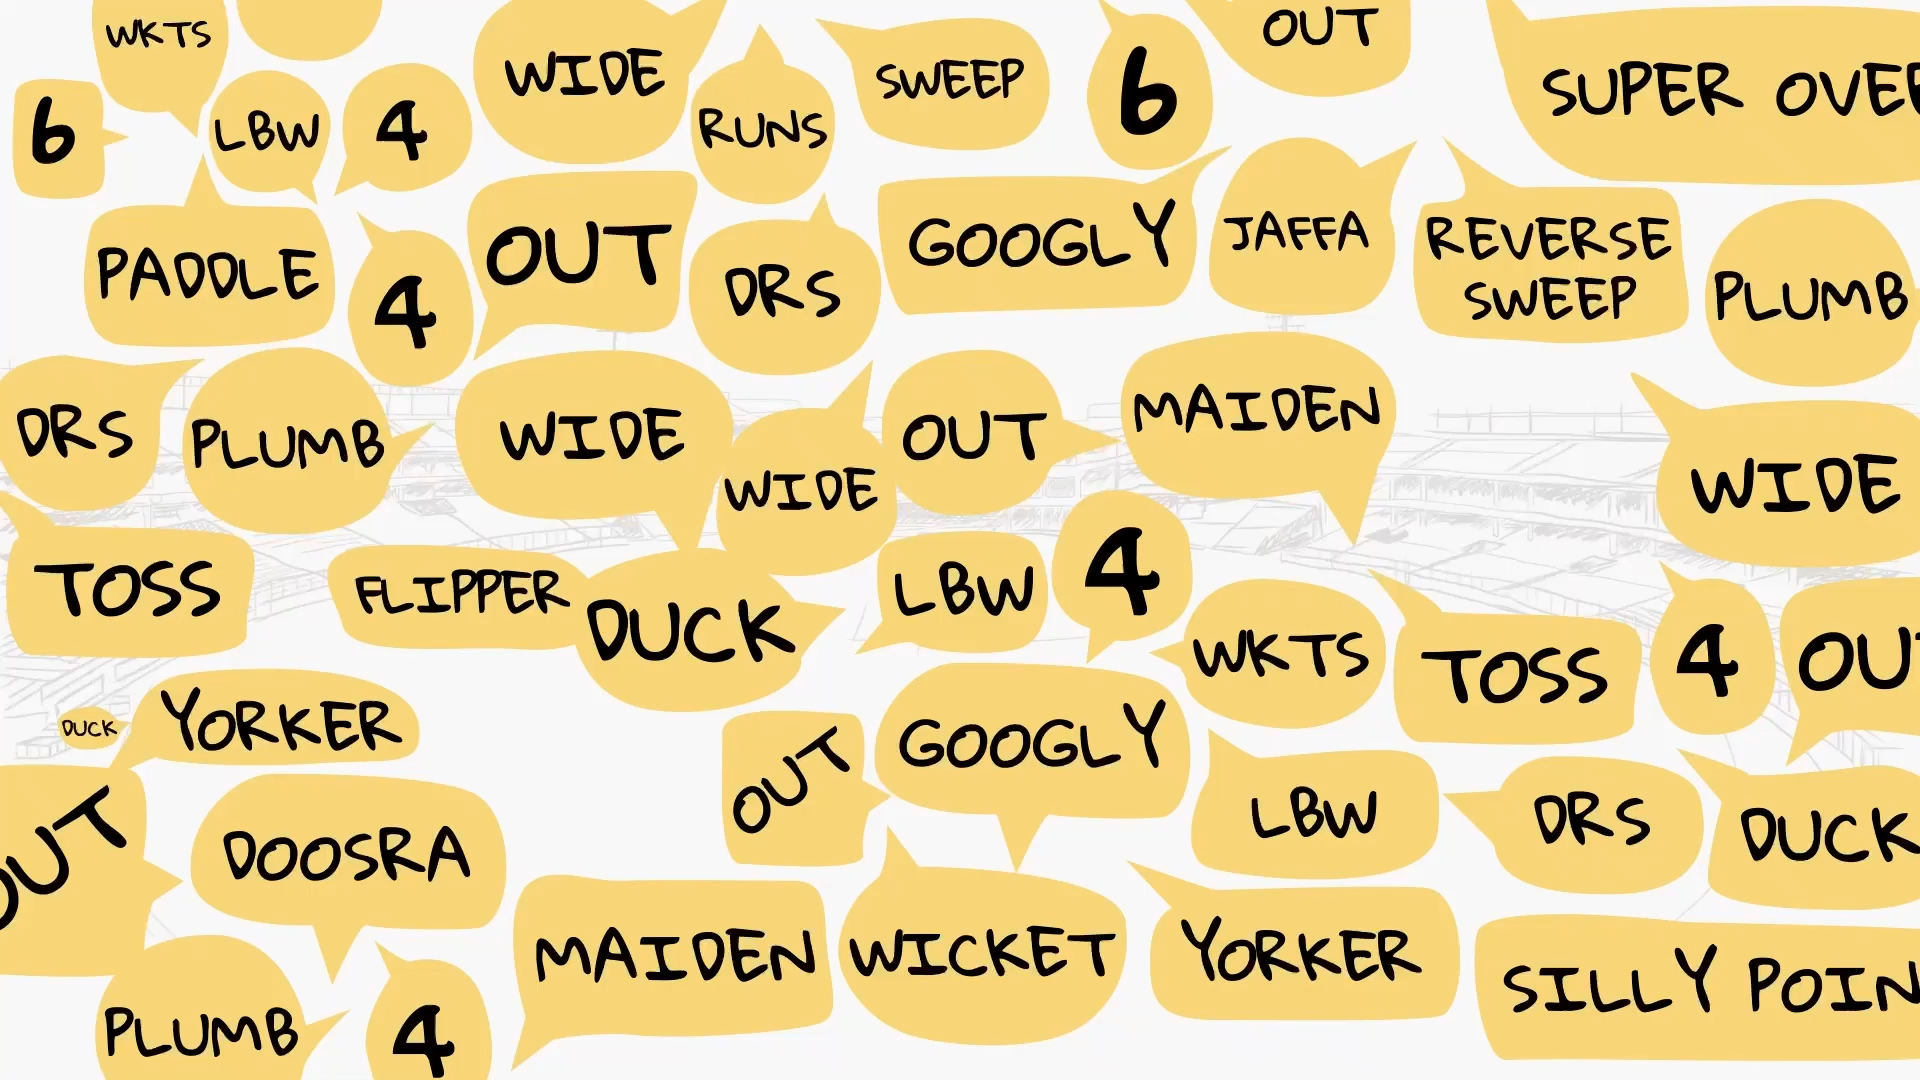 WKTS
WIDE
SWEEP
6
OUT
SUPER OVE
6
LBW
4
RUNS
PADDLE
4
OUT
DRS
GOOGLY
JAFFA
REVERSE
SWEEP
PLUMB
DRS
PLUMB
WIDE
WIDE
OUT
MAIDEN
WIDE
TOSS
FLIPPER
DUCK
LBW
4
WKTS
TOSS
4
OU
DUCK
YORKER
OUT
GOOGLY
LBW
DRS
DUCK
OUT
DOOSRA
MAIDEN
WICKET
YORKER
SILLY POIN
PLUMB
4